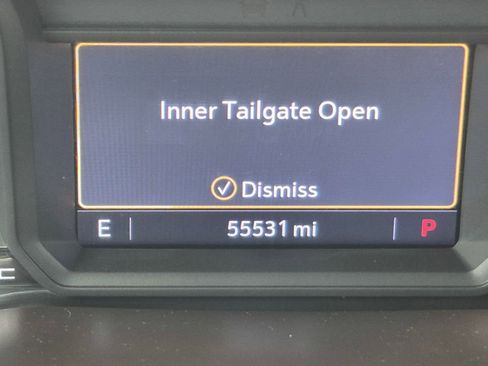 Inner Tailgate Open
Dismiss
E 55531 mi P
C